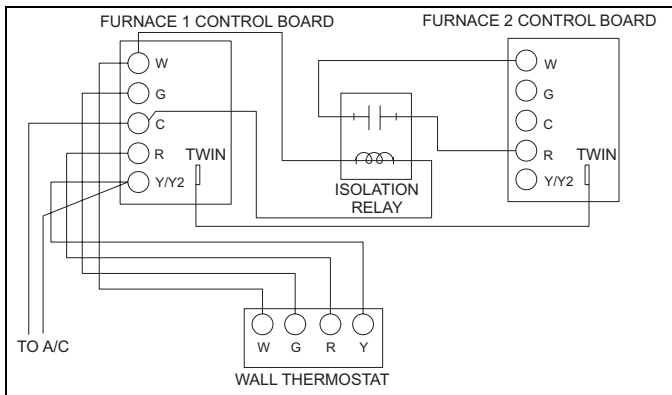 FURNACE 1 CONTROL BOARD
FURNACE 2 CONTROL BOARD
W
G
C
R
Y/Y2
TWIN
ISOLATION
RELAY
W
G
C
R
Y/Y2
TWIN
TO A/C
W G R Y
WALL THERMOSTAT